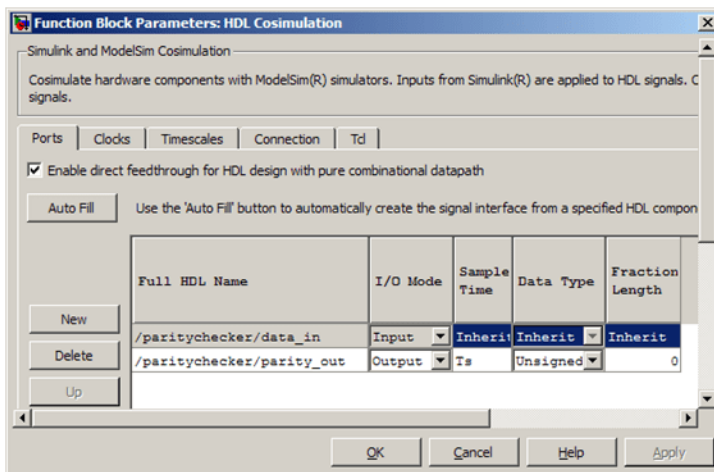 Function Block Parameters: HDL Cosimulation
Simulink and ModelSim Cosimulation
Cosimulate hardware components with ModelSim(R) simulators. Inputs from Simulink(R) are applied to HDL signals. C
signals.
Ports Clocks Timescales Connection Tcl
Enable direct feedthrough for HDL design with pure combinational datapath
Auto Fill Use the 'Auto Fill' button to automatically create the signal interface from a specified HDL compon
Full HDL Name I/O Mode Sample Time Data Type Fraction Length
New
/paritychecker/data_in Input Inherit Inherit Inherit
Delete
/paritychecker/parity_out Output Ts Unsigned 0
Up
OK Cancel Help Apply